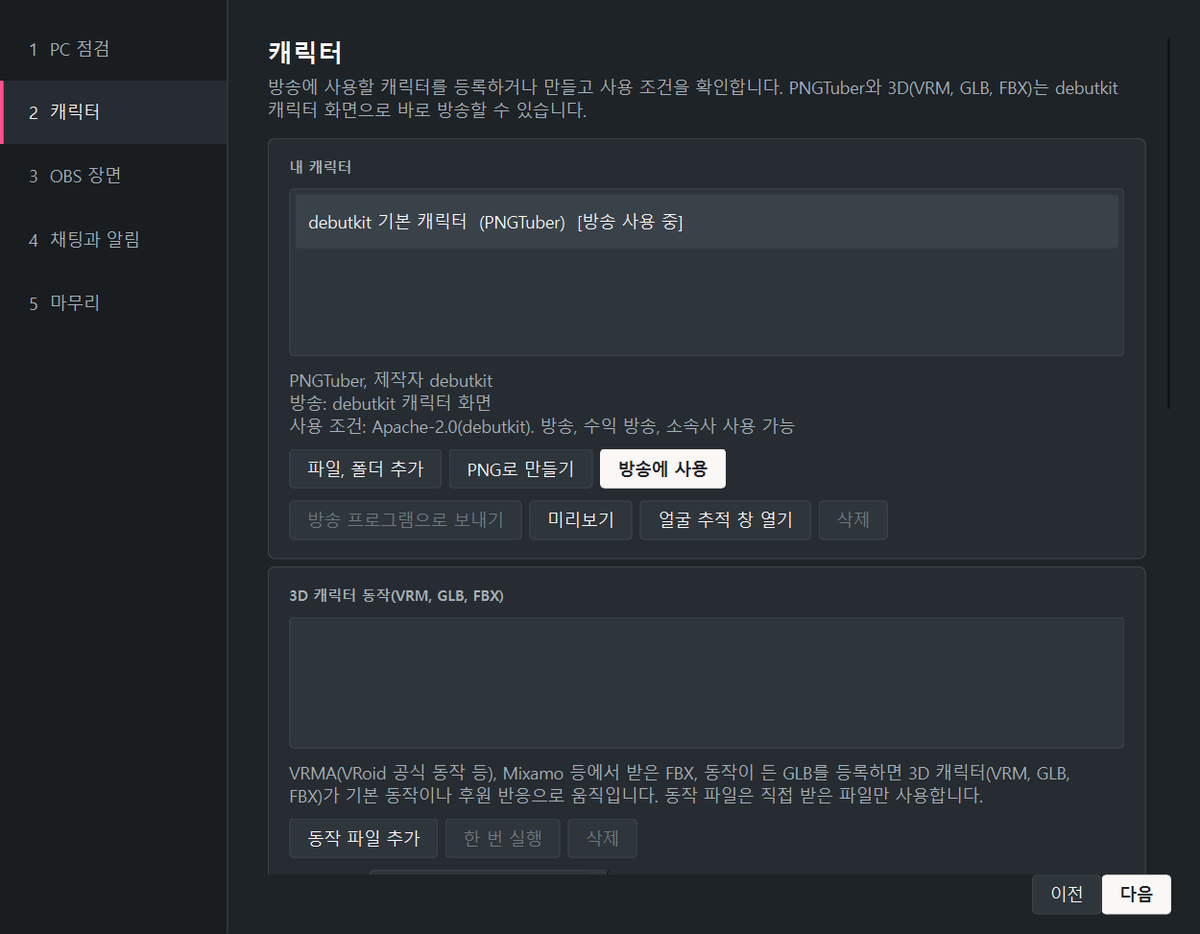 1 PC 점검
2 캐릭터
3 OBS 장면
4 채팅과 알림
5 마무리
캐릭터
방송에 사용할 캐릭터를 등록하거나 만들고 사용 조건을 확인합니다. PNGTuber와 3D(VRM, GLB, FBX)는 debutkit
캐릭터 화면으로 바로 방송할 수 있습니다.
내 캐릭터
debutkit 기본 캐릭터 (PNGTuber) [방송 사용 중]
PNGTuber, 제작자 debutkit
방송: debutkit 캐릭터 화면
사용 조건: Apache-2.0(debutkit). 방송, 수익 방송, 소속사 사용 가능
파일, 폴더 추가 PNG로 만들기 방송에 사용
방송 프로그램으로 보내기 미리보기 얼굴 추적 창 열기 삭제
3D 캐릭터 동작(VRM, GLB, FBX)
VRMA(VRoid 공식 동작 등), Mixamo 등에서 받은 FBX, 동작이 든 GLB를 등록하면 3D 캐릭터(VRM, GLB,
FBX)가 기본 동작이나 후원 반응으로 움직입니다. 동작 파일은 직접 받은 파일만 사용합니다.
동작 파일 추가 한 번 실행 삭제
이전 다음